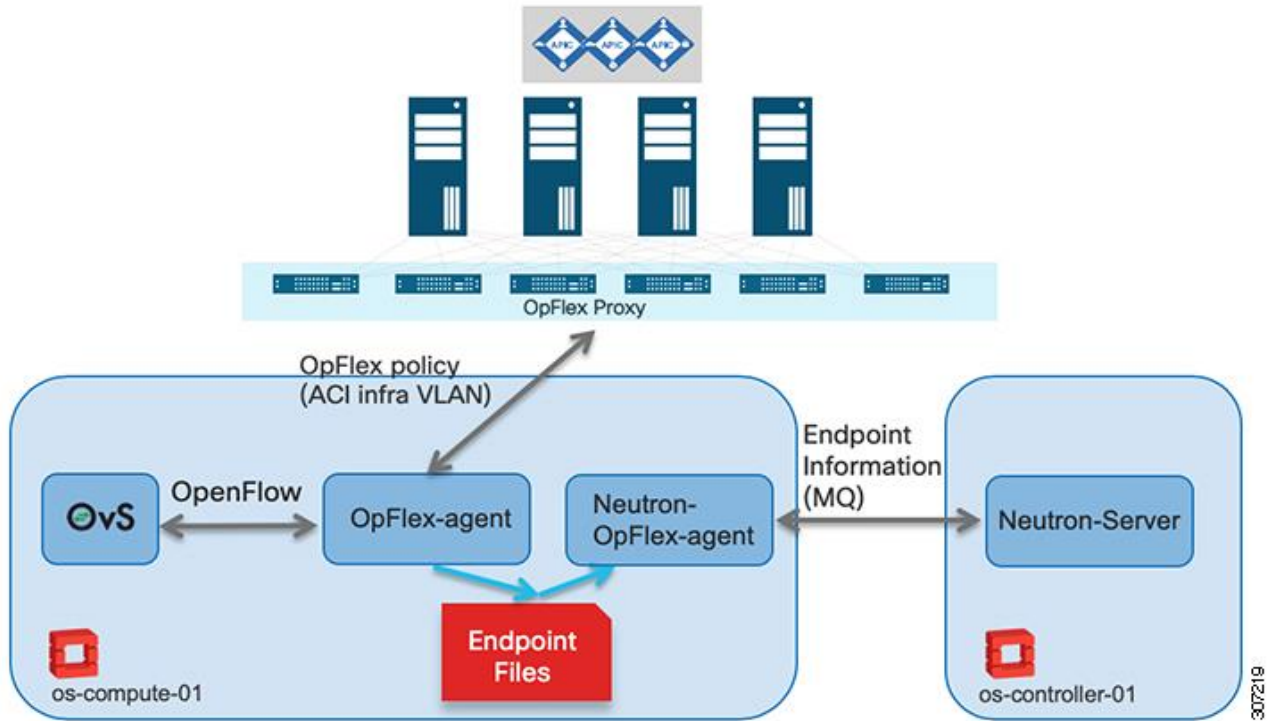 APIC APIC APIC
OpFlex Proxy
OpFlex policy
(ACI infra VLAN)
Endpoint
Information
(MQ)
OvS
OpenFlow
OpFlex-agent
Neutron-
OpFlex-agent
Neutron-Server
Endpoint
Files
os-compute-01
os-controller-01
307219